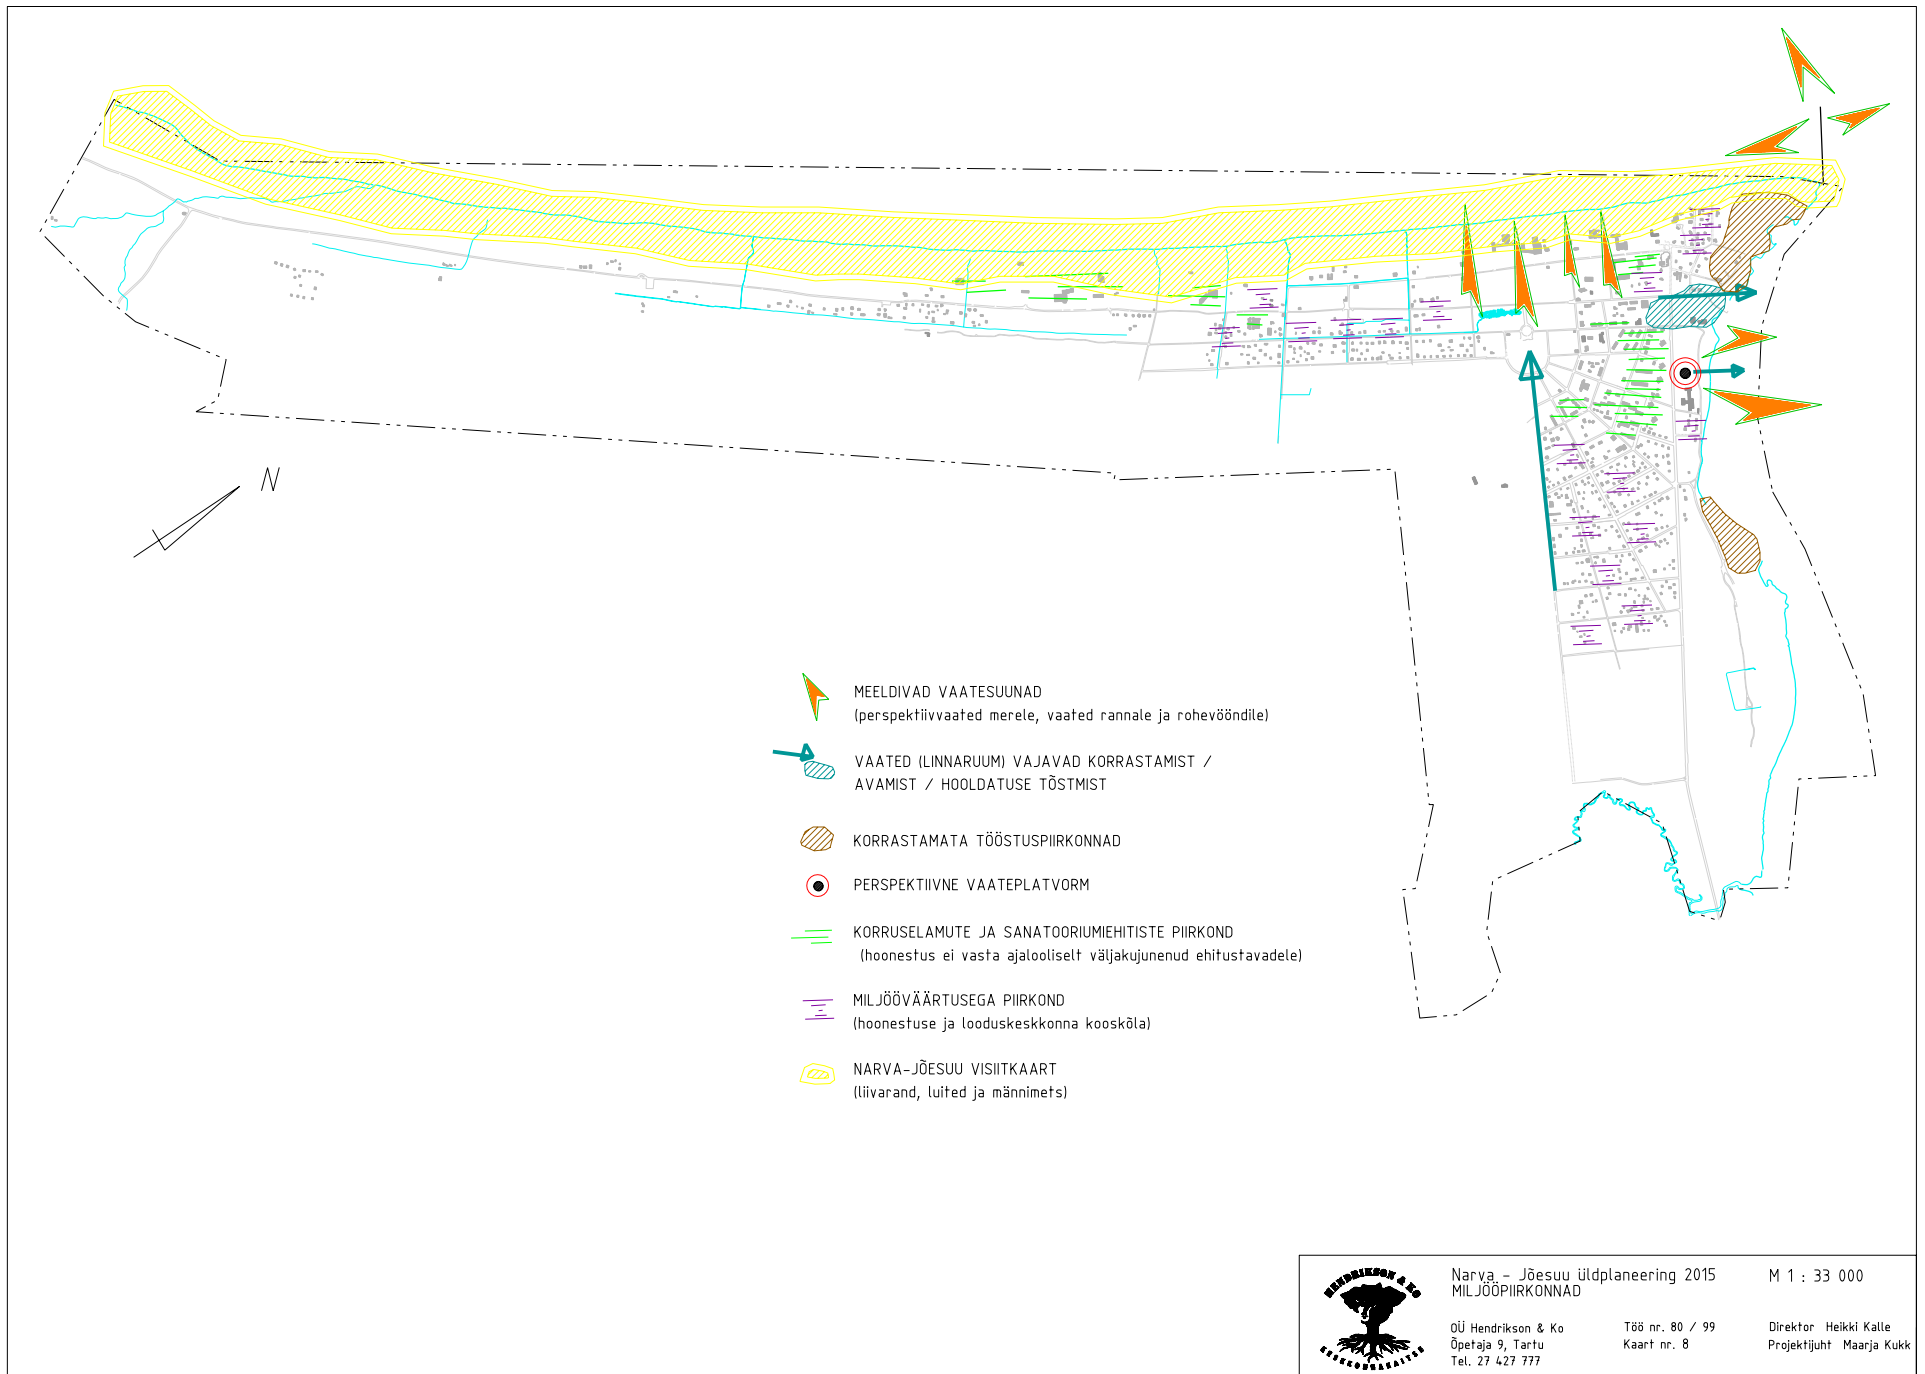 N
MEELDIVAD VAATESUUNAD
(perspektiivvaated merele, vaated rannale ja rohevööndile)
VAATED (LINNARUUM) VAJAVAD KORRASTAMIST /
AVAMIST / HOOLDATUSE TÕSTMIST
KORRASTAMATA TÖÖSTUSPIIRKONNAD
PERSPEKTIIVNE VAATEPLATVORM
KORRUSELAMUTE JA SANATOORIUMIEHITISTE PIIRKOND
(hoonestus ei vasta ajalooliselt väljakujunenud ehitustavadele)
MILJÖÖVÄÄRTUSEGA PIIRKOND
(hoonestuse ja looduskeskkonna kooskõla)
NARVA-JÕESUU VISIITKAART
(liivarand, luited ja männimets)
HENDRIKSON & KO
KESKKONNAKAITSE
Narva - Jõesuu üldplaneering 2015 M 1 : 33 000
MILJÖÖPIIRKONNAD
OÜ Hendrikson & Ko Töö nr. 80 / 99 Direktor Heikki Kalle
Õpetaja 9, Tartu Kaart nr. 8 Projektijuht Maarja Kukk
Tel. 27 427 777